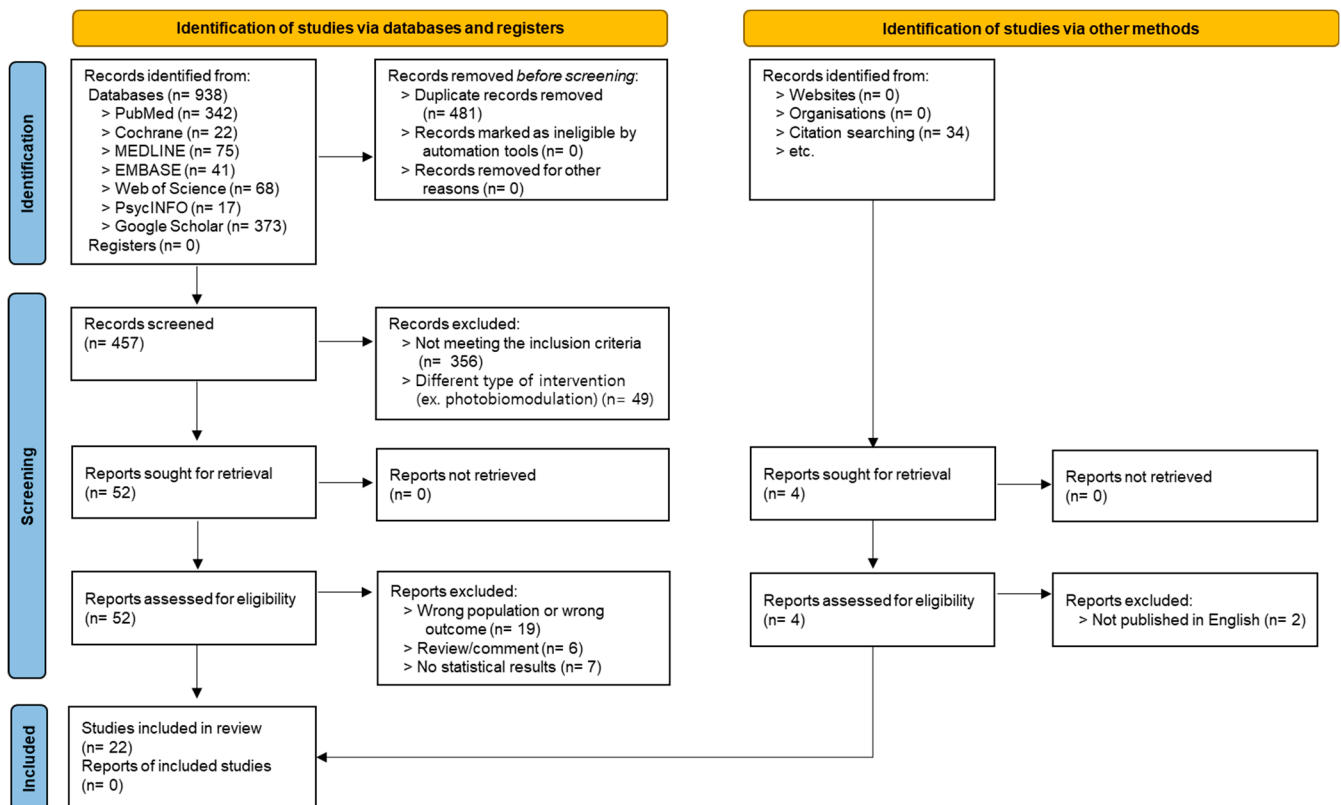 Identification of studies via databases and registers
Identification of studies via other methods
Identification
Records identified from:
Databases (n= 938)
> PubMed (n= 342)
> Cochrane (n= 22)
> MEDLINE (n= 75)
> EMBASE (n= 41)
> Web of Science (n= 68)
> PsycINFO (n= 17)
> Google Scholar (n= 373)
Registers (n= 0)
Records removed before screening:
> Duplicate records removed
(n= 481)
> Records marked as ineligible by
automation tools (n= 0)
> Records removed for other
reasons (n= 0)
Records identified from:
> Websites (n= 0)
> Organisations (n= 0)
> Citation searching (n= 34)
> etc.
Screening
Records screened
(n= 457)
Records excluded:
> Not meeting the inclusion criteria
(n= 356)
> Different type of intervention
(ex. photobiomodulation) (n= 49)
Reports sought for retrieval
(n= 52)
Reports not retrieved
(n= 0)
Reports sought for retrieval
(n= 4)
Reports not retrieved
(n= 0)
Reports assessed for eligibility
(n= 52)
Reports excluded:
> Wrong population or wrong
outcome (n= 19)
> Review/comment (n= 6)
> No statistical results (n= 7)
Reports assessed for eligibility
(n= 4)
Reports excluded:
> Not published in English (n= 2)
Included
Studies included in review
(n= 22)
Reports of included studies
(n= 0)